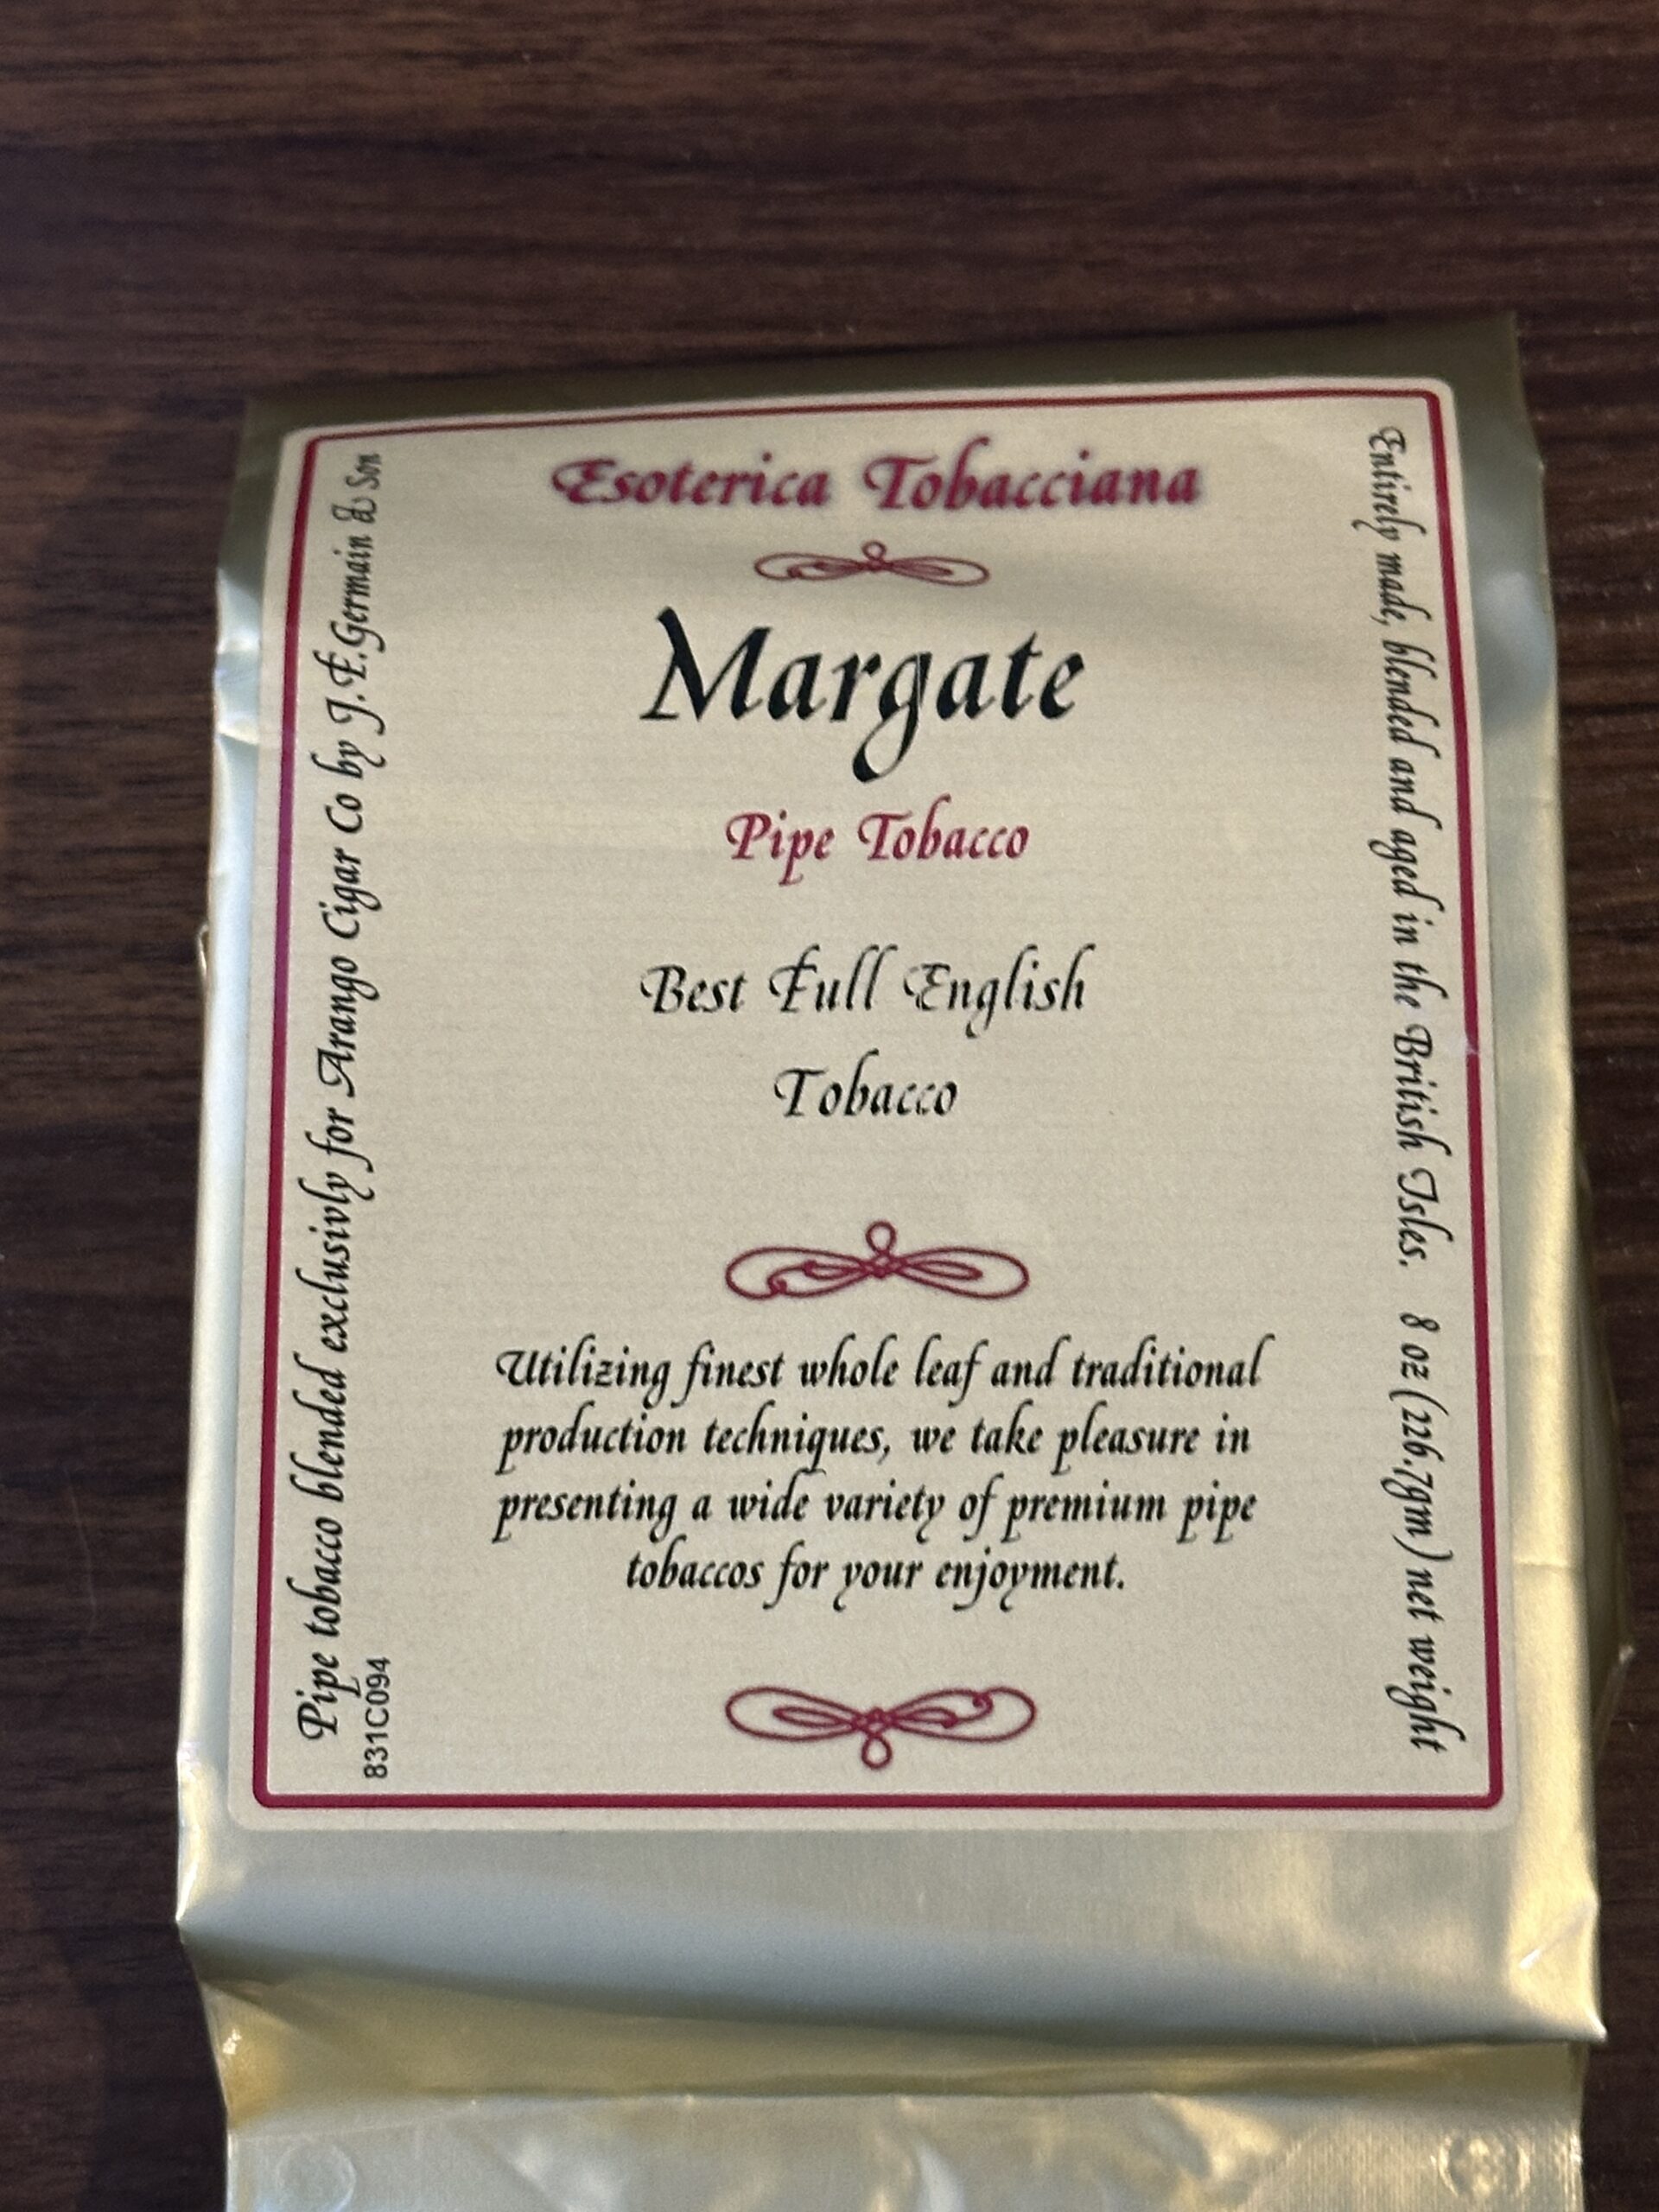 Esoterica Tobacciana
Margate
Pipe Tobacco
Best Full English
Tobacco
Utilizing finest whole leaf and traditional
production techniques, we take pleasure in
presenting a wide variety of premium pipe
tobaccos for your enjoyment.
Pipe tobacco blended exclusivly for Arango Cigar Co by J.F.Germain & Son
831C094
Entirely made, blended and aged in the British Isles. 8 oz (226.7gm) net weight